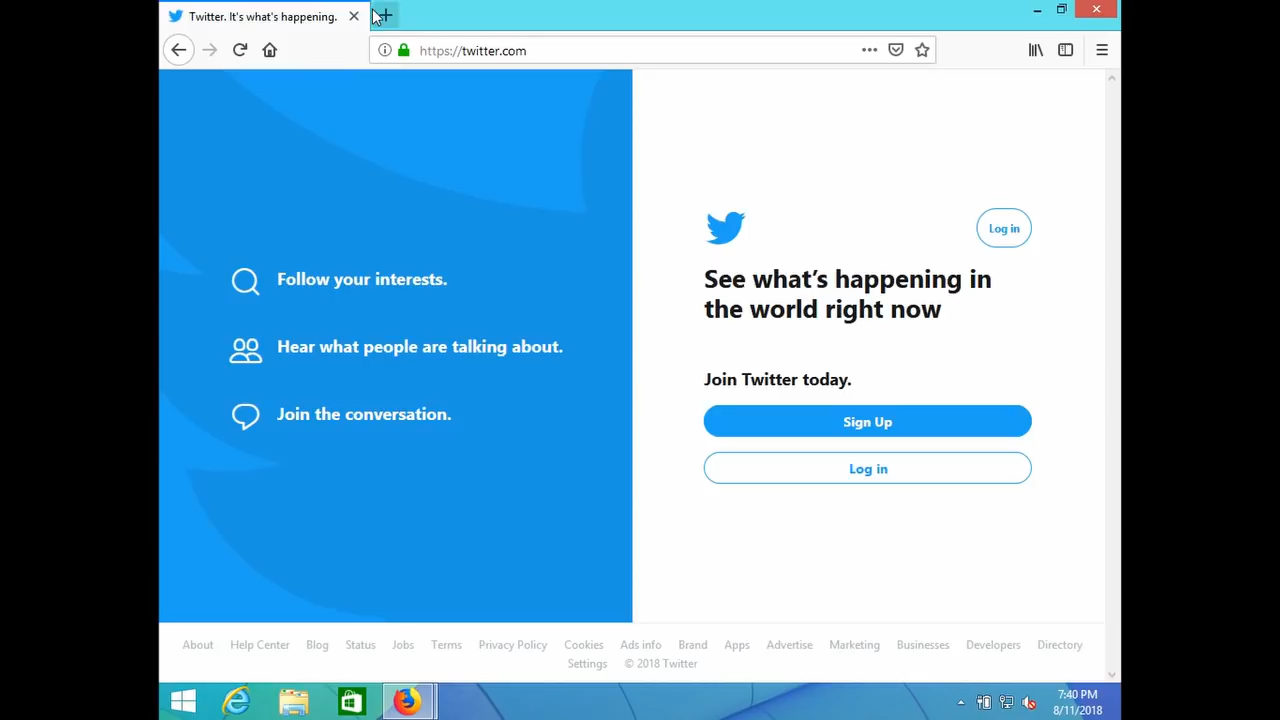 Twitter. It's what's happening.
https://twitter.com
Follow your interests.
Hear what people are talking about.
Join the conversation.
Log in
See what's happening in
the world right now
Join Twitter today.
Sign Up
Log in
About Help Center Blog Status Jobs Terms Privacy Policy Cookies Ads info Brand Apps Advertise Marketing Businesses Developers Directory
Settings © 2018 Twitter
7:40 PM
8/11/2018